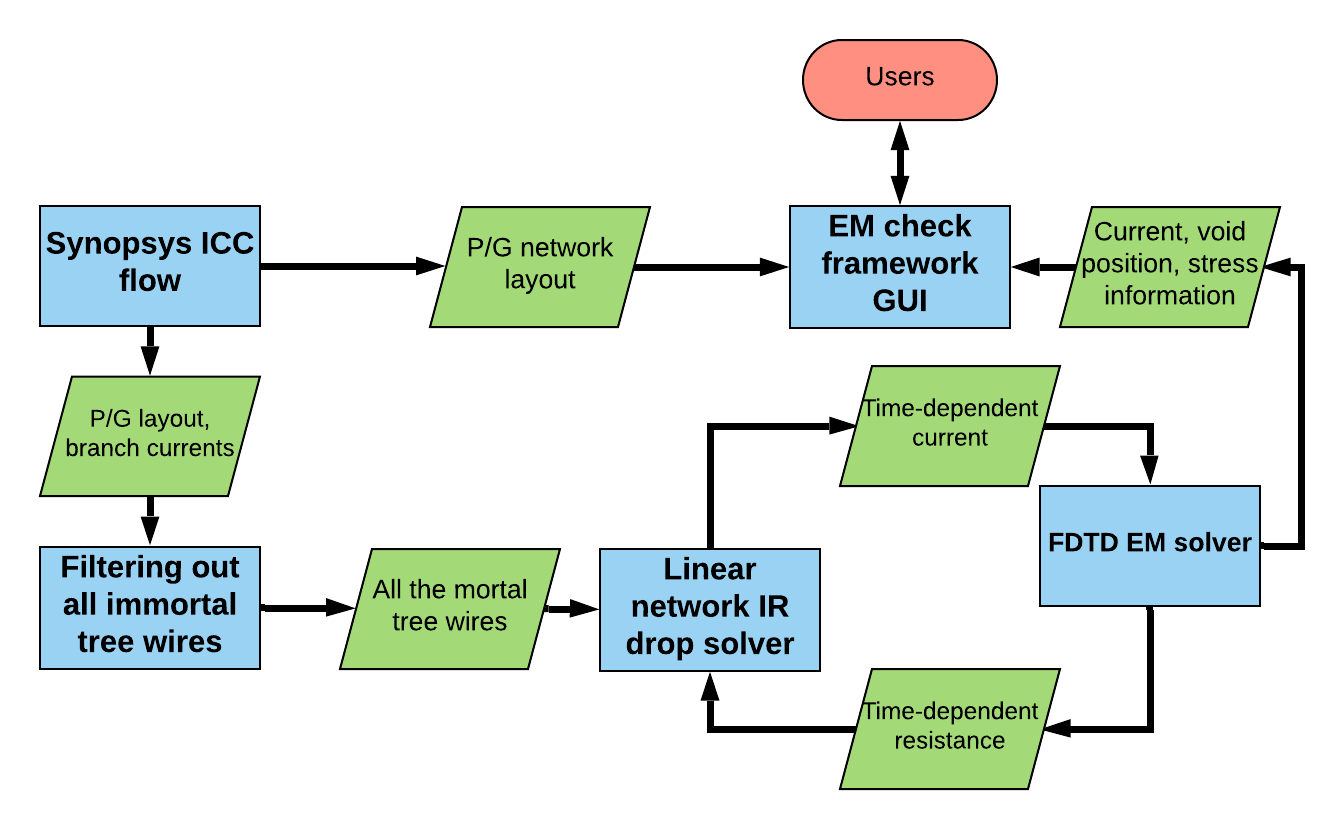 Users
Synopsys ICC
flow
P/G network
layout
EM check
framework
GUI
Current, void
position, stress
information
P/G layout,
branch currents
Time-dependent
current
FDTD EM solver
Filtering out
all immortal
tree wires
All the mortal
tree wires
Linear
network IR
drop solver
Time-dependent
resistance